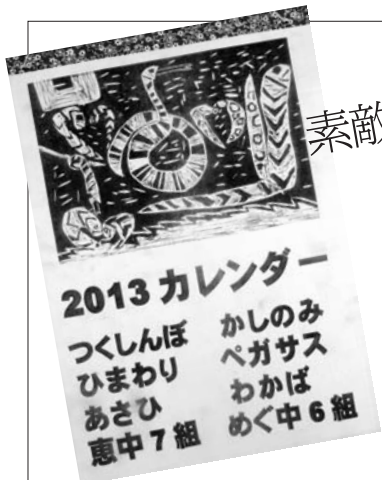 素敵
2013 カレンダー
つくしんぼ
ひまわり
あさひ
恵中7組
かしのみ
ペガサス
わかば
めぐ中6組